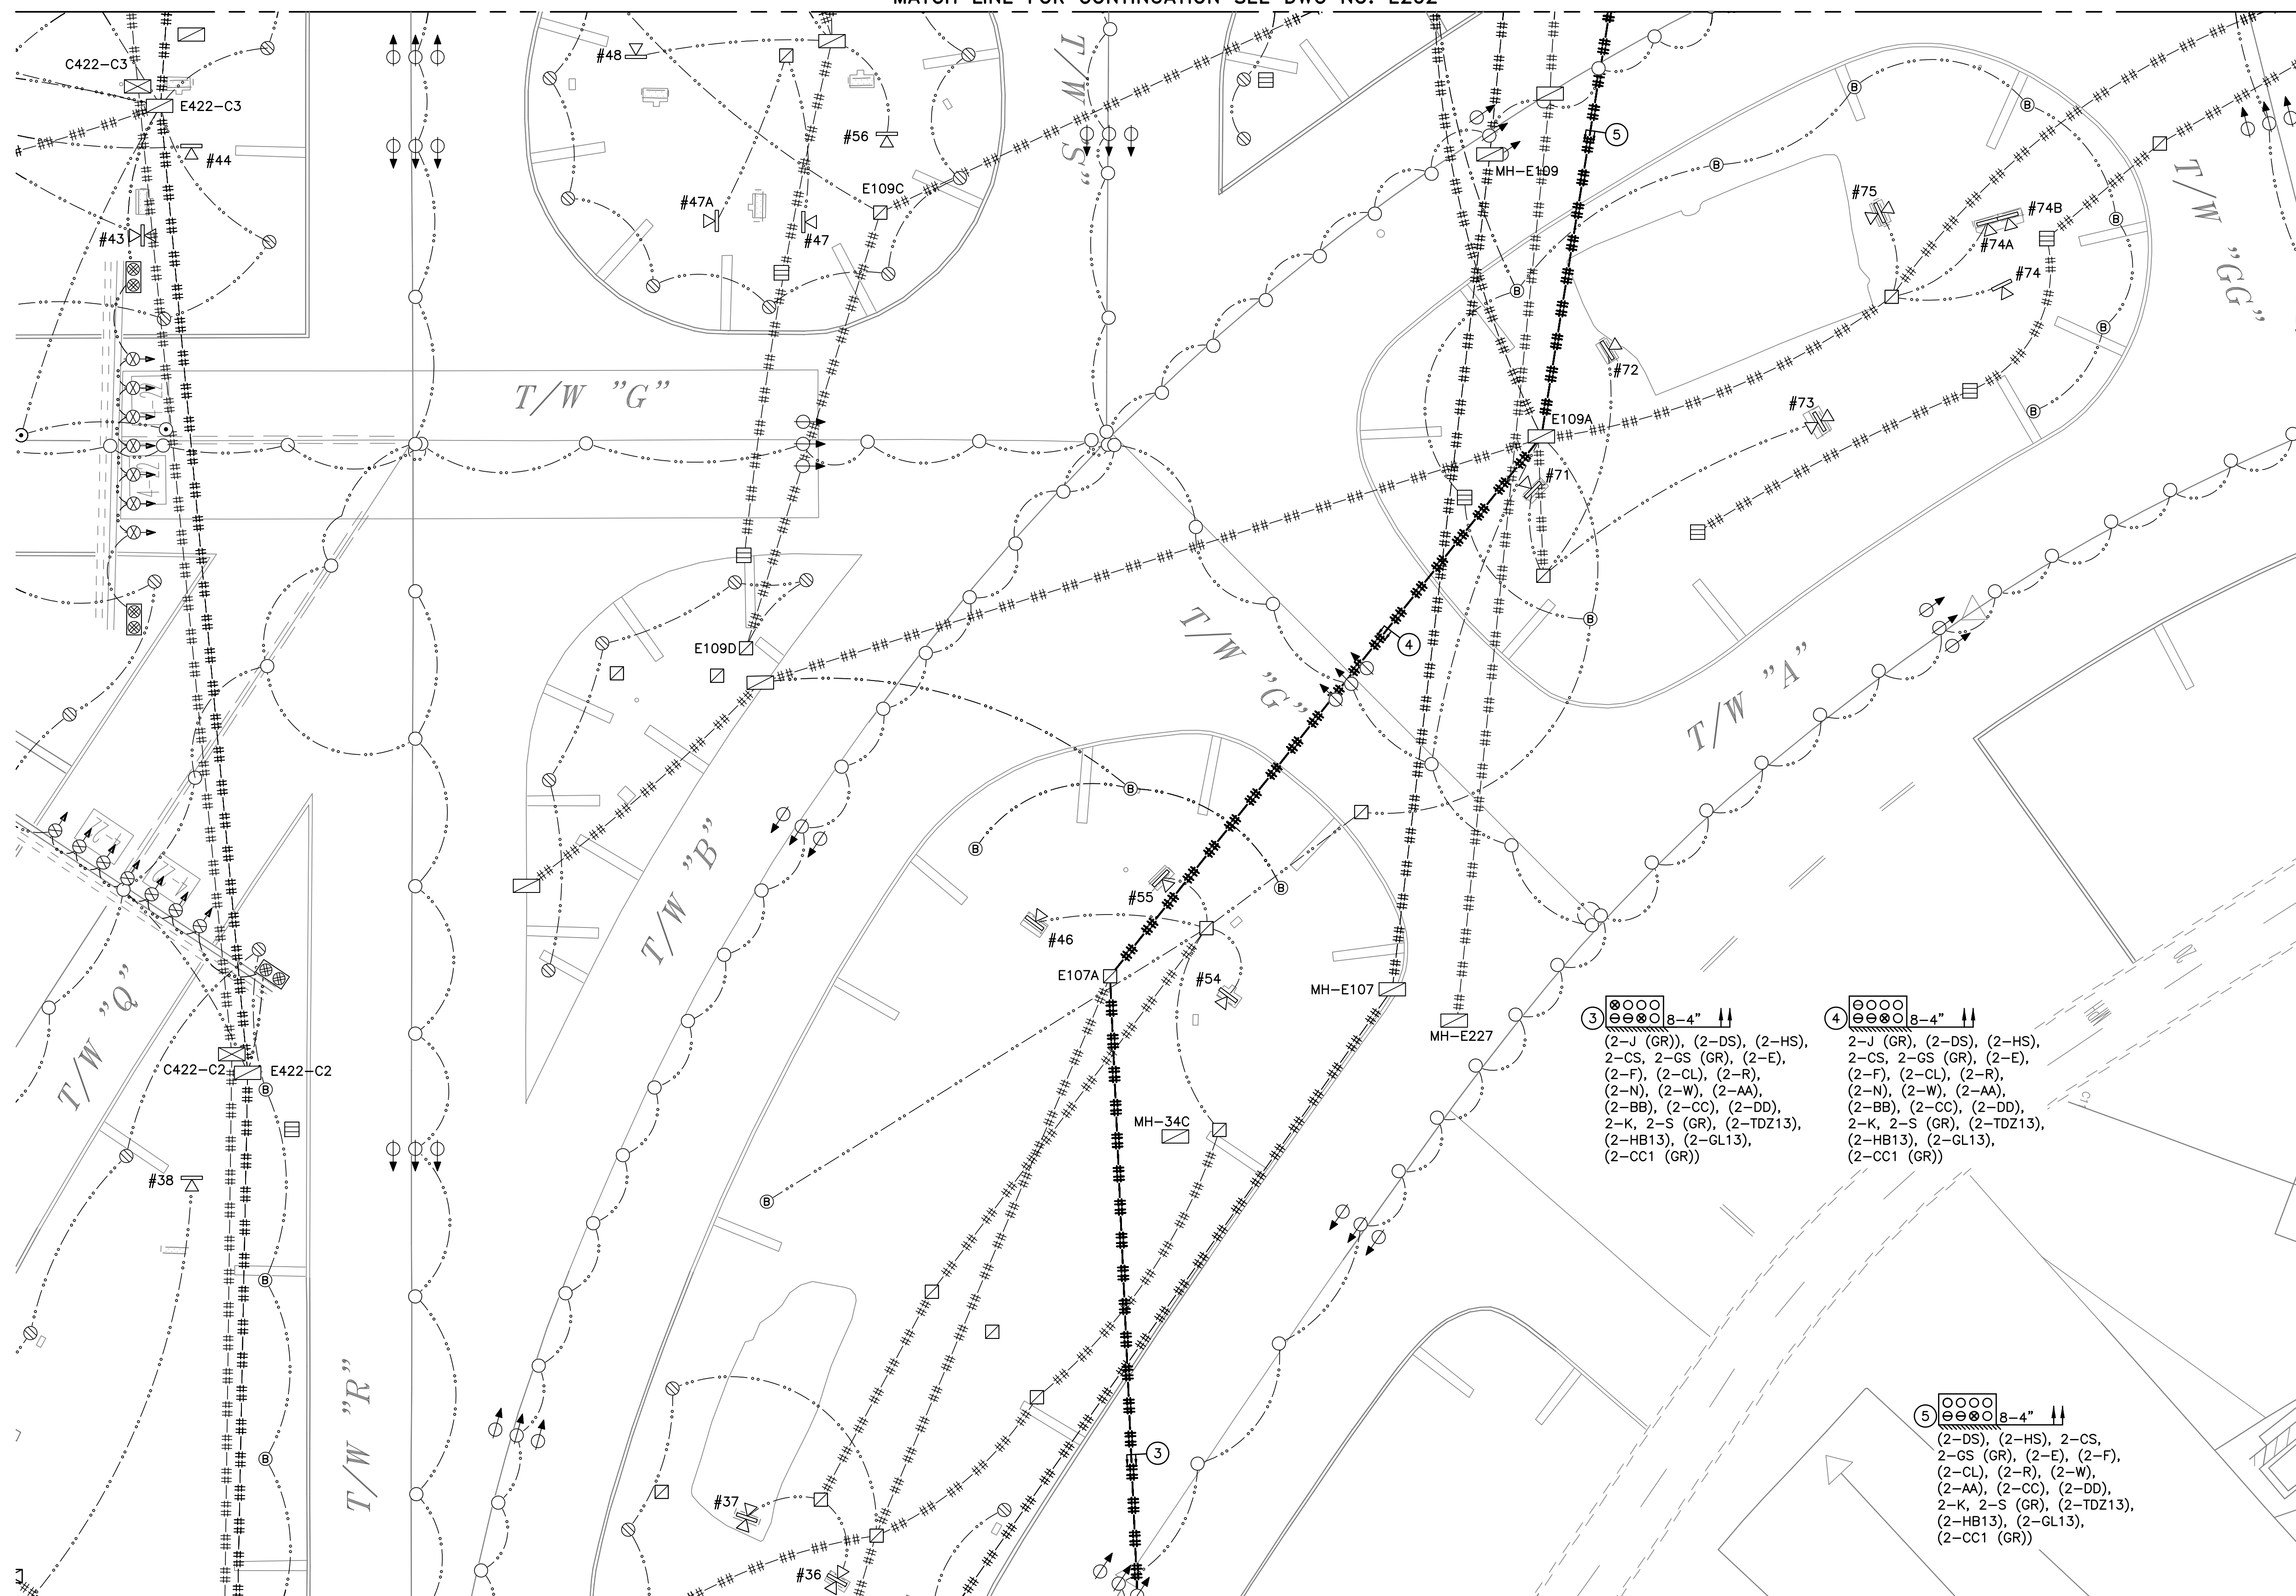 MATCH LINE FOR CONTINUATION SEE DWG NO. E202
C422-C3
E422-C3
#44
#43
#48
#56
E109C
#47A
#47
T/W "S"
MH-E109
5
#75
#74B
#74A
#74
T/W "GG"
#72
#73
T/W "G"
E109A
#71
E109D
4
T/W "G"
T/W "A"
T/W "B"
#55
#46
#54
E107A
MH-E107
MH-E227
T/W "Q"
C422-C2
E422-C2
MH-34C
#38
T/W "R"
3
#37
#36
B
3
8-4"
(2-J (GR)), (2-DS), (2-HS),
2-CS, 2-GS (GR), (2-E),
(2-F), (2-CL), (2-R),
(2-N), (2-W), (2-AA),
(2-BB), (2-CC), (2-DD),
2-K, 2-S (GR), (2-TDZ13),
(2-HB13), (2-GL13),
(2-CC1 (GR))
4
8-4"
2-J (GR), (2-DS), (2-HS),
2-CS, 2-GS (GR), (2-E),
(2-F), (2-CL), (2-R),
(2-N), (2-W), (2-AA),
(2-BB), (2-CC), (2-DD),
2-K, 2-S (GR), (2-TDZ13),
(2-HB13), (2-GL13),
(2-CC1 (GR))
5
8-4"
(2-DS), (2-HS), 2-CS,
2-GS (GR), (2-E), (2-F),
(2-CL), (2-R), (2-W),
(2-AA), (2-CC), (2-DD),
2-K, 2-S (GR), (2-TDZ13),
(2-HB13), (2-GL13),
(2-CC1 (GR))